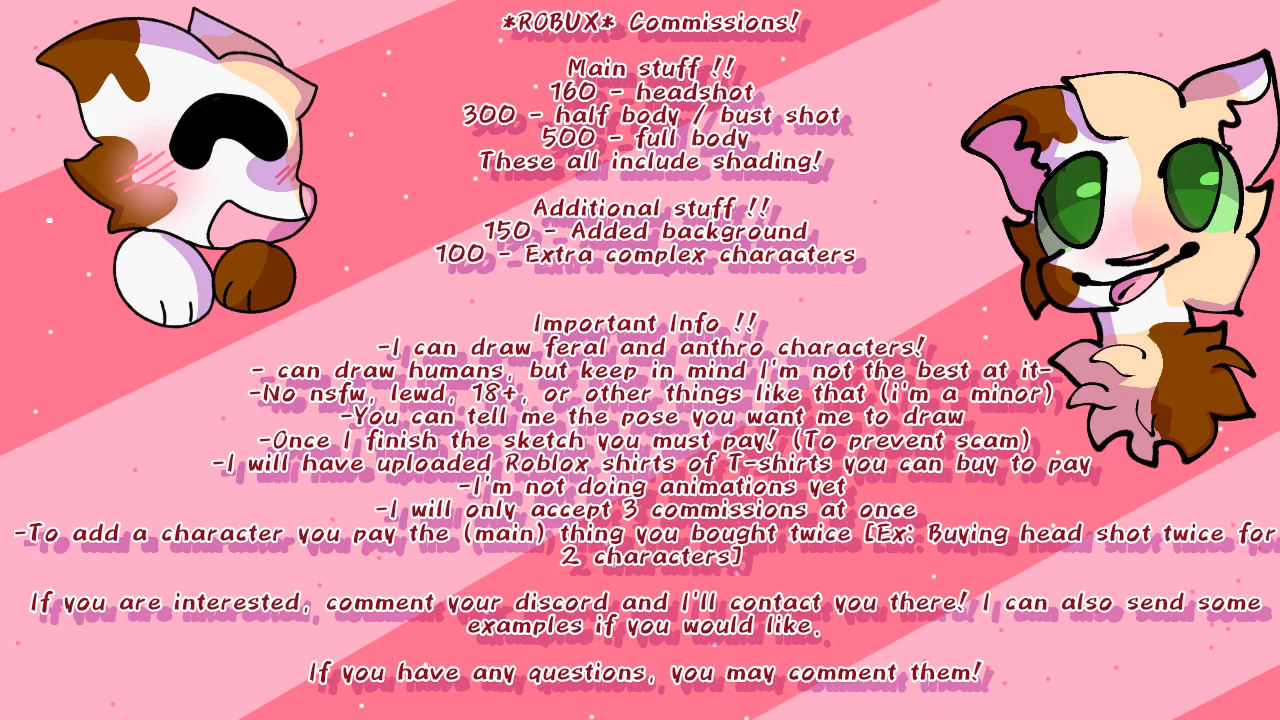 *ROBUX* Commissions!
Main stuff !!
160 - headshot
300 - half body / bust shot
500 - full body
These all include shading!
Additional stuff !!
150 - Added background
100 - Extra complex characters
Important Info !!
-I can draw feral and anthro characters!
- can draw humans, but keep in mind I'm not the best at it-
-No nsfw, lewd, 18+, or other things like that (i'm a minor)
-You can tell me the pose you want me to draw
-Once I finish the sketch you must pay! (To prevent scam)
-I will have uploaded Roblox shirts of T-shirts you can buy to pay
-I'm not doing animations yet
-I will only accept 3 commissions at once
-To add a character you pay the (main) thing you bought twice [Ex: Buying head shot twice for
2 characters]
If you are interested, comment your discord and I'll contact you there! I can also send some
examples if you would like.
If you have any questions, you may comment them!